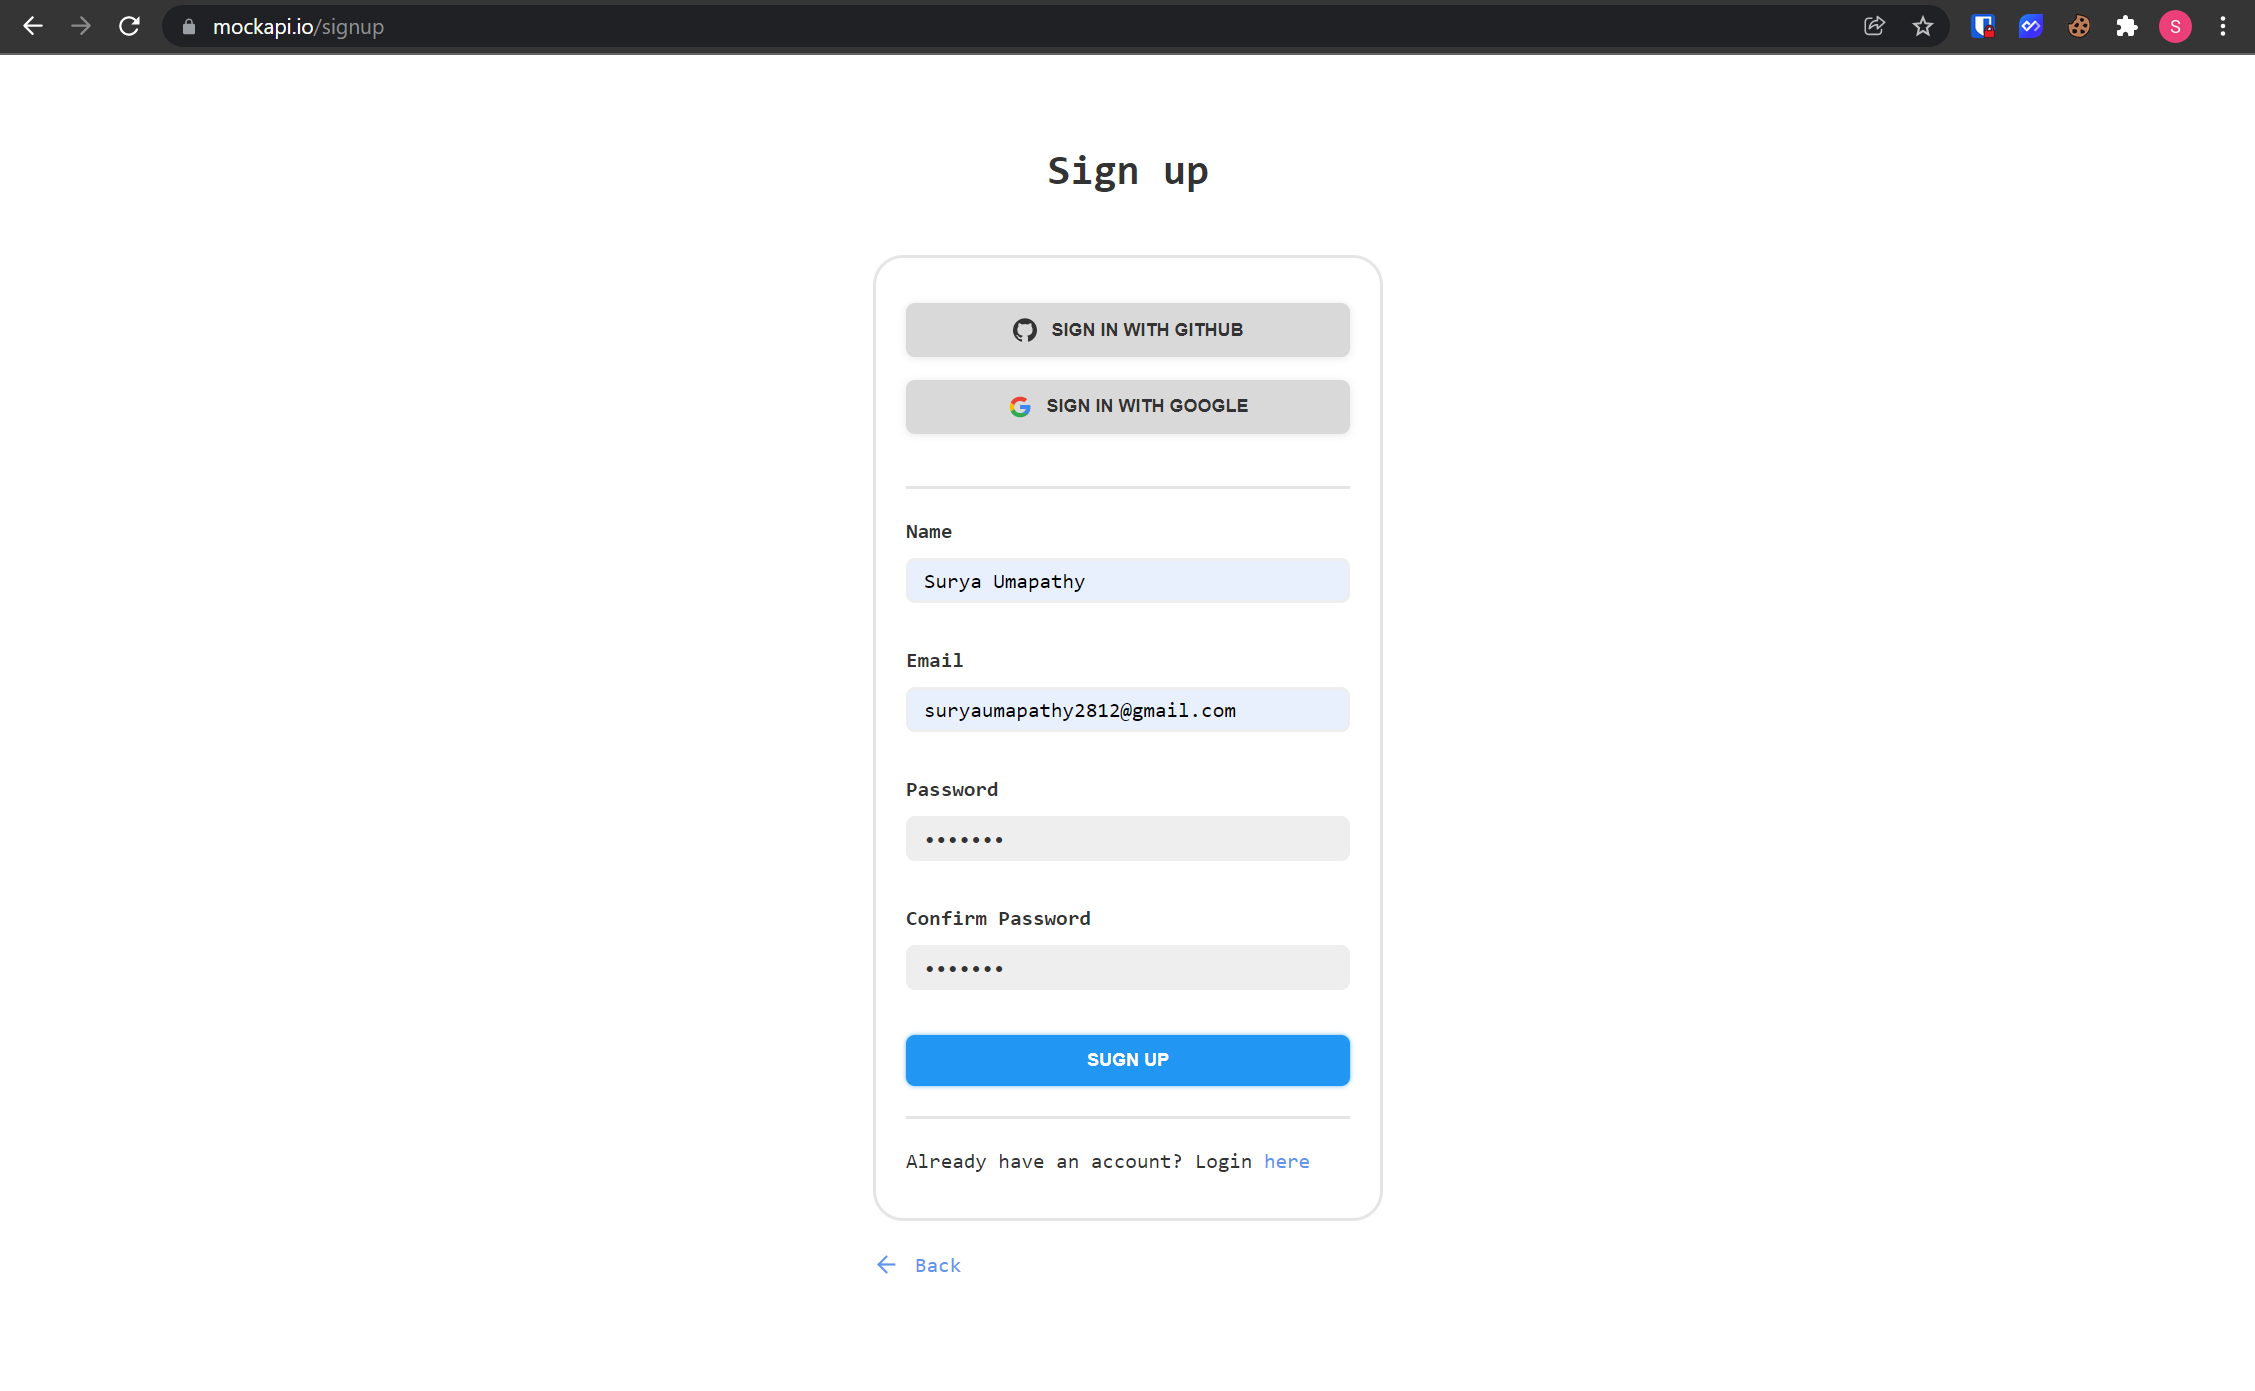 mockapi.io/signup
S
Sign up
SIGN IN WITH GITHUB
SIGN IN WITH GOOGLE
Name
Surya Umapathy
Email
suryaumapathy2812@gmail.com
Password
•••••••
Confirm Password
•••••••
SUGN UP
Already have an account? Login here
Back